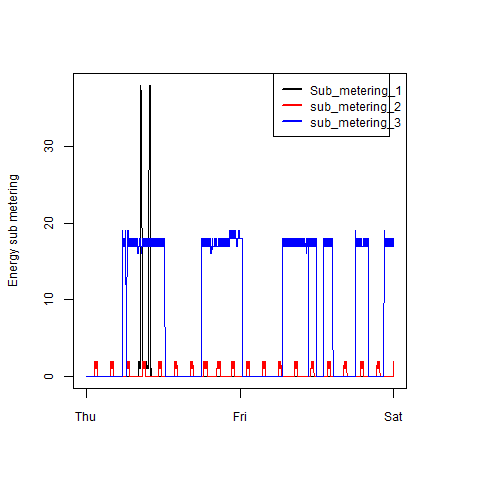 Sub_metering_1
sub_metering_2
sub_metering_3
Energy sub metering
30
20
10
0
Thu Fri Sat